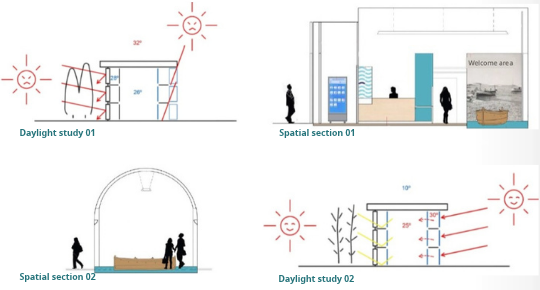 32°
29°
28°
Daylight study 01
Welcome area
Spatial section 01
Spatial section 02
10°
30°
25°
Daylight study 02